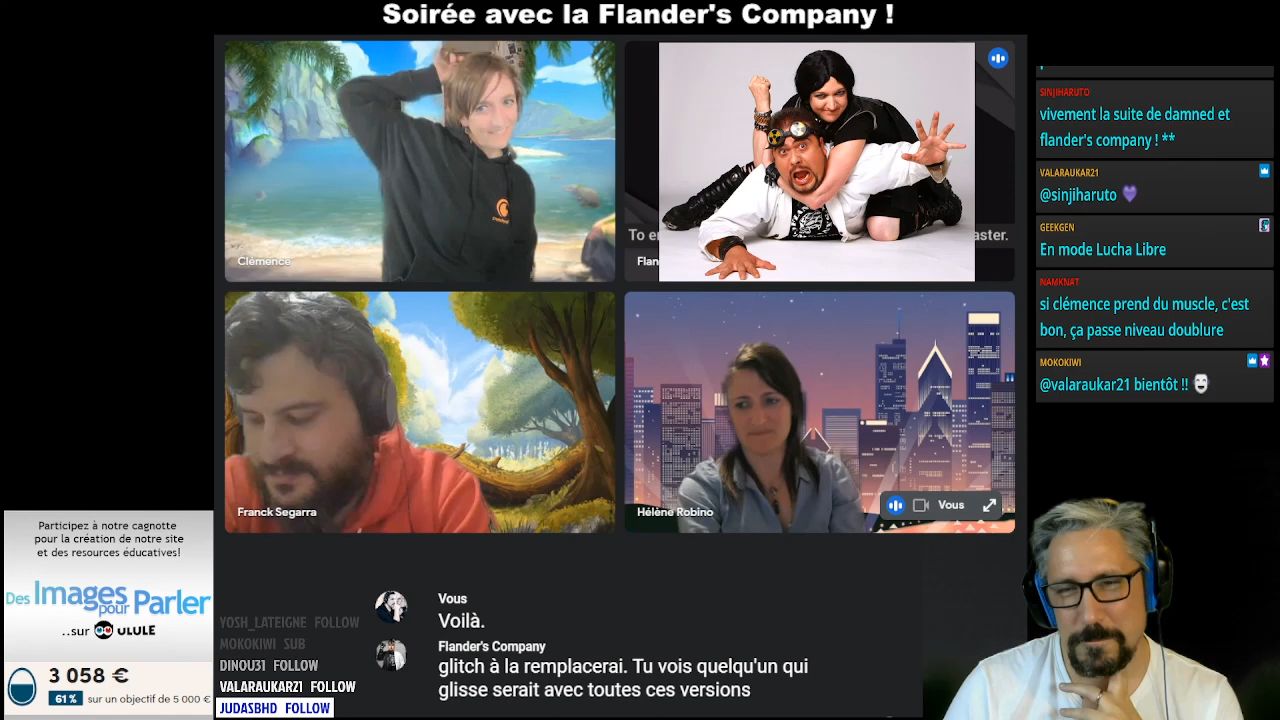 Soirée avec la Flander's Company !
Clémence
To en
aster.
Flan
Franck Segarra
Hélène Robino
Vous
SINJIHARUTO
vivement la suite de damned et
flander's company ! **
VALARAUKAR21
@sinjiharuto
GEEKGEN
En mode Lucha Libre
NAMKNAT
si clémence prend du muscle, c'est
bon, ça passe niveau doublure
MOKOKIWI
@valaraukar21 bientôt !!
Participez à notre cagnotte
pour la création de notre site
et des resources éducatives!
Des Images pour Parler
..sur ULULE
3 058 €
61 % sur un objectif de 5 000 €
YOSH_LATEIGNE FOLLOW
MOKOKIWI SUB
DINOU31 FOLLOW
VALARAUKAR21 FOLLOW
JUDASBHD FOLLOW
Vous
Voilà.
Flander's Company
glitch à la remplacerai. Tu vois quelqu'un qui
glisse serait avec toutes ces versions